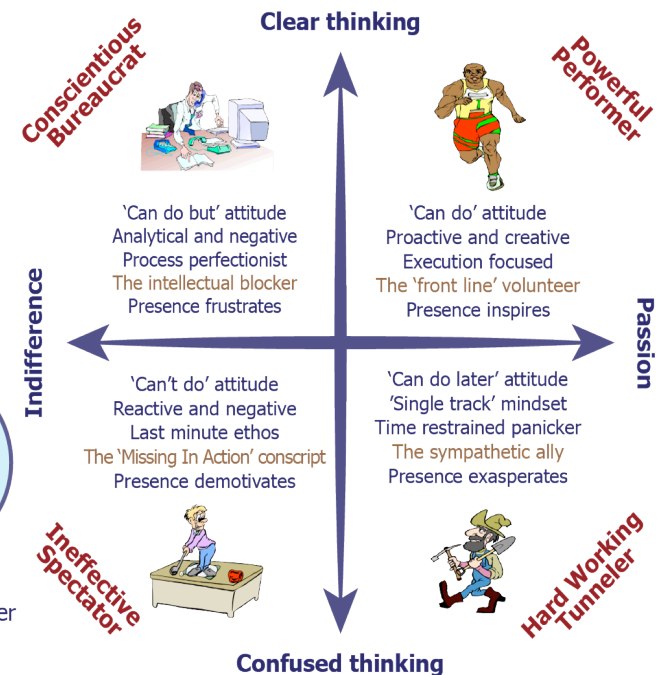 Clear thinking
Conscientious
Bureaucrat
Powerful
Performer
‘Can do but’ attitude
Analytical and negative
Process perfectionist
The intellectual blocker
Presence frustrates
‘Can do’ attitude
Proactive and creative
Execution focused
The ‘front line’ volunteer
Presence inspires
Indifference
Passion
‘Can’t do’ attitude
Reactive and negative
Last minute ethos
The ‘Missing In Action’ conscript
Presence demotivates
‘Can do later’ attitude
’Single track’ mindset
Time restrained panicker
The sympathetic ally
Presence exasperates
Ineffective
Spectator
Hard Working
Tunneler
er
Confused thinking